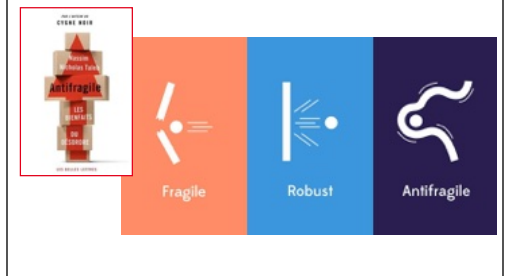 PAR L'AUTEUR DU
CYGNE NOIR
Nassim
Nicholas Taleb
Antifragile
LES
BIENFAITS
DU
DÉSORDRE
LES BELLES LETTRES
Fragile
Robust
Antifragile